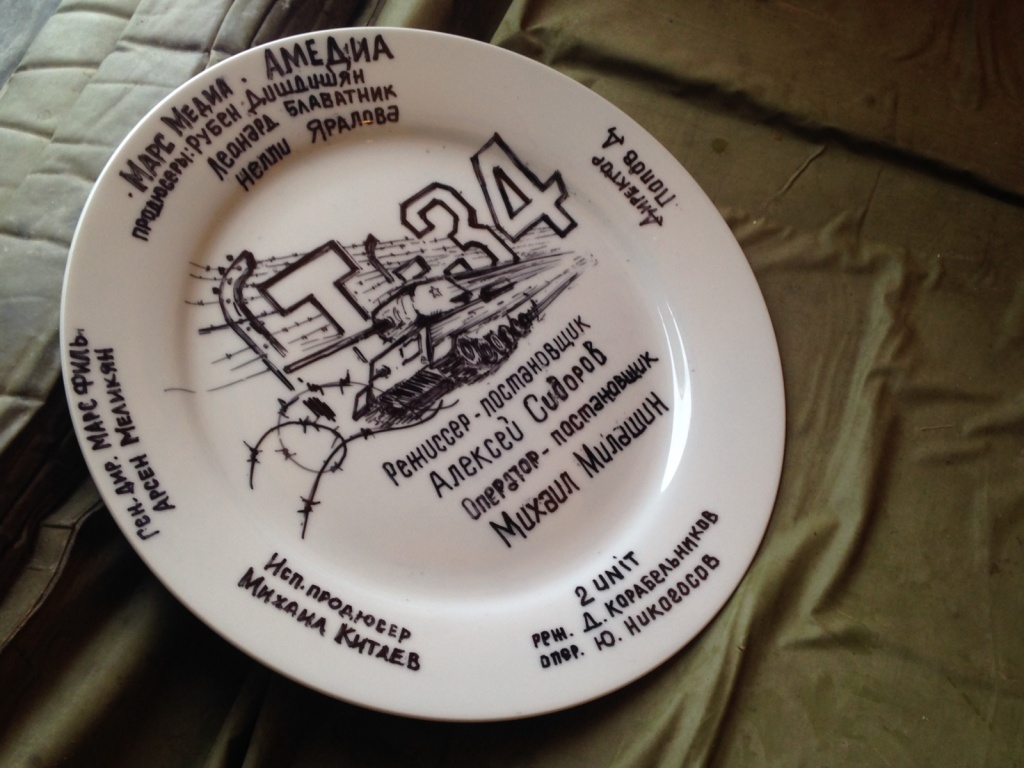 · Марс Медиа · АМЕДИА
продюсеры: Рубен Дишдишян
Леонард Блаватник
Нелли Яралова
Директор
Попов Д
Т-34
Режиссер-постановщик
Алексей Сидоров
Оператор-постановщик
Михаил Милашин
Ген. дир. Марс Фильм
Арсен Меликян
Исп. продюсер
Михаил Китаев
2 unit
реж. Д. Корабельников
опер. Ю. Никогосов